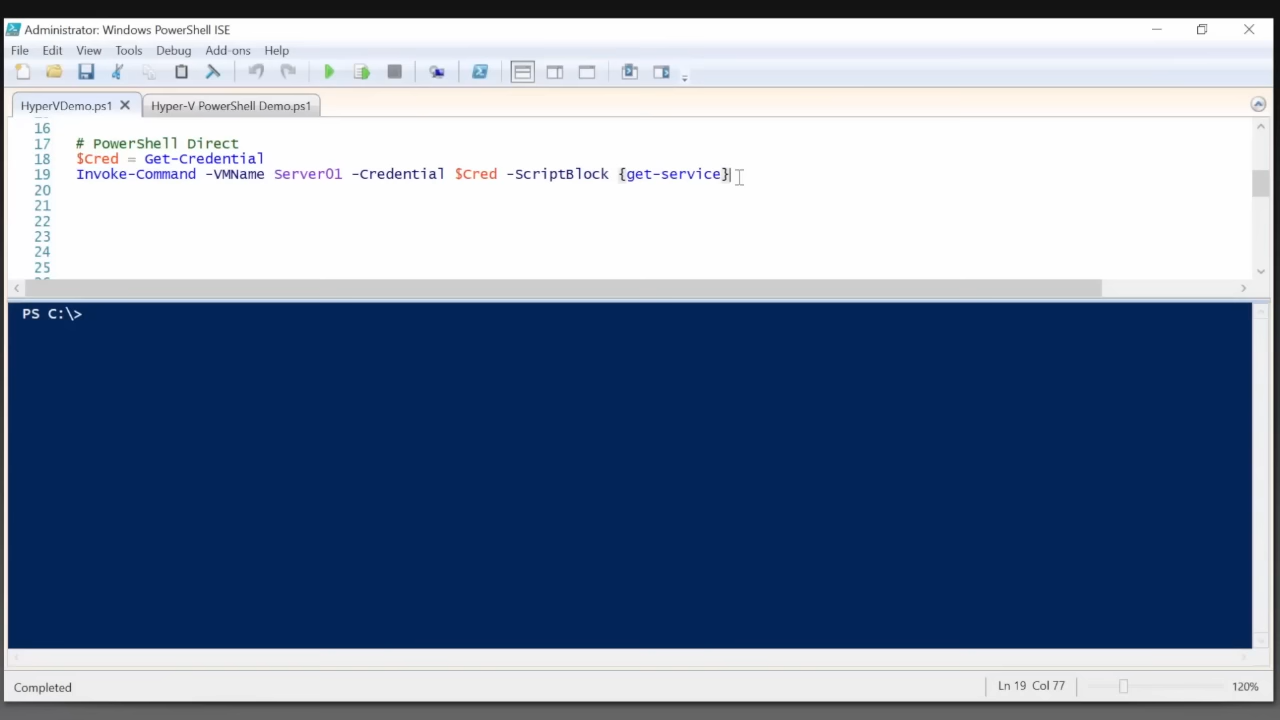 Administrator: Windows PowerShell ISE
File Edit View Tools Debug Add-ons Help
HyperVDemo.ps1 Hyper-V PowerShell Demo.ps1
16
17 # PowerShell Direct
18 $Cred = Get-Credential
19 Invoke-Command -VMName Server01 -Credential $Cred -ScriptBlock {get-service}
20
21
22
23
24
25
PS C:\>
Completed Ln 19 Col 77 120%